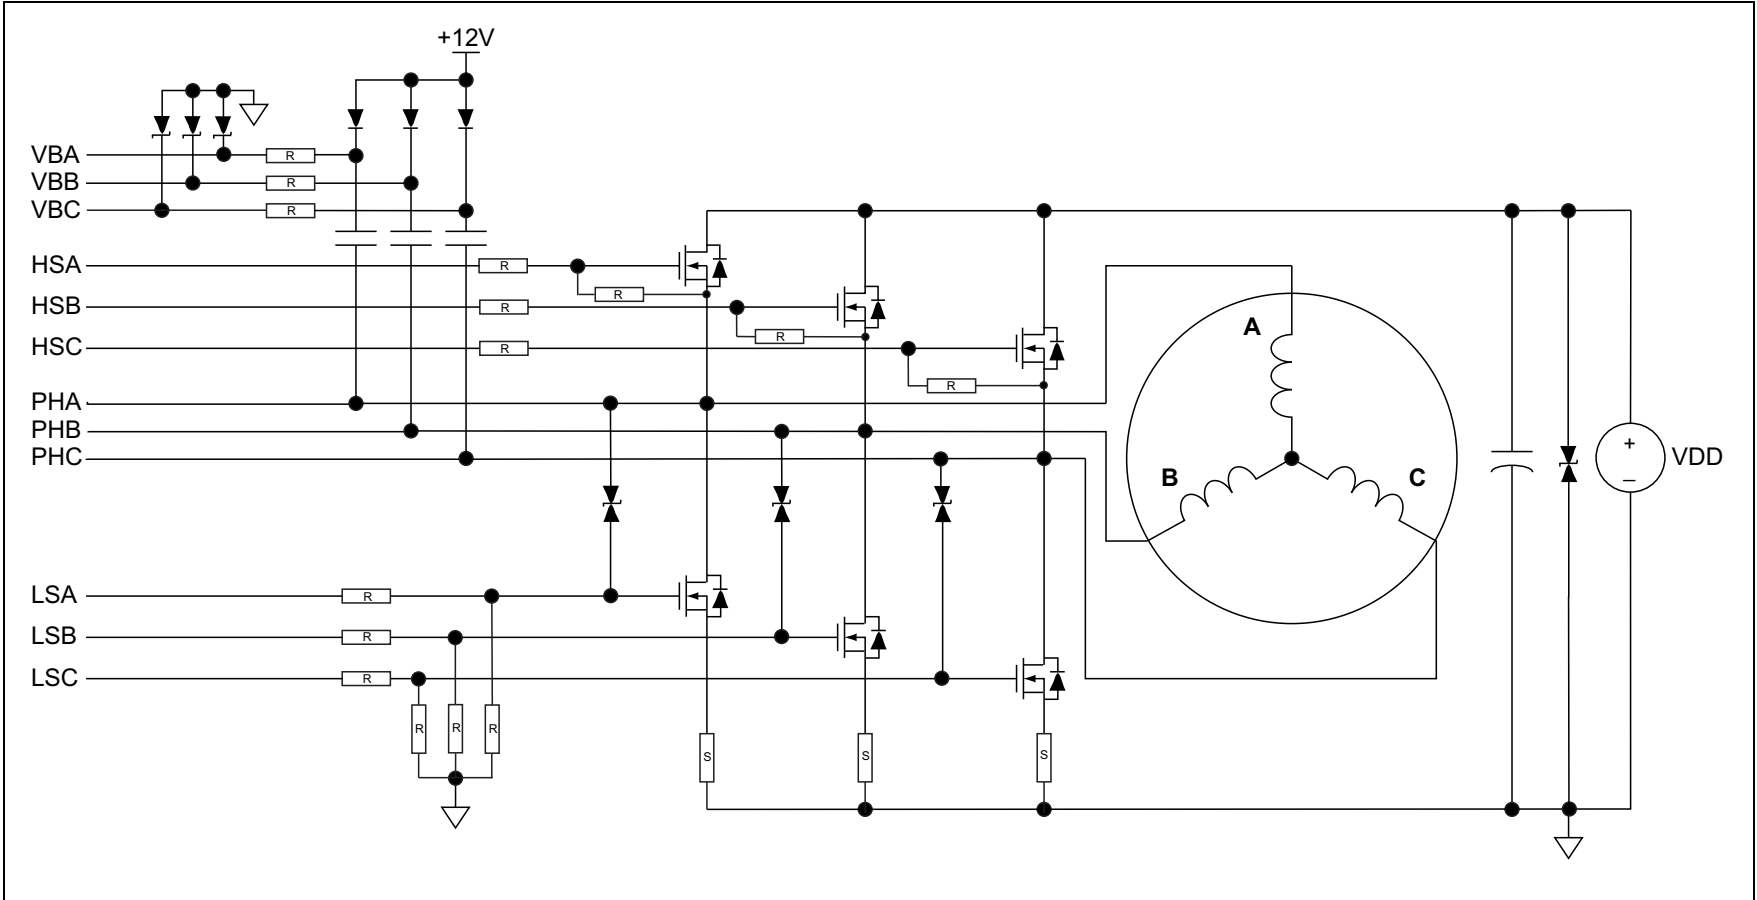 +12V
VBA R
VBB R
VBC R
HSA R
R
HSB R
R
HSC R
R
PHA
PHB
PHC
A
B C
+
–
VDD
LSA R
LSB R
LSC R
R R R
S S S